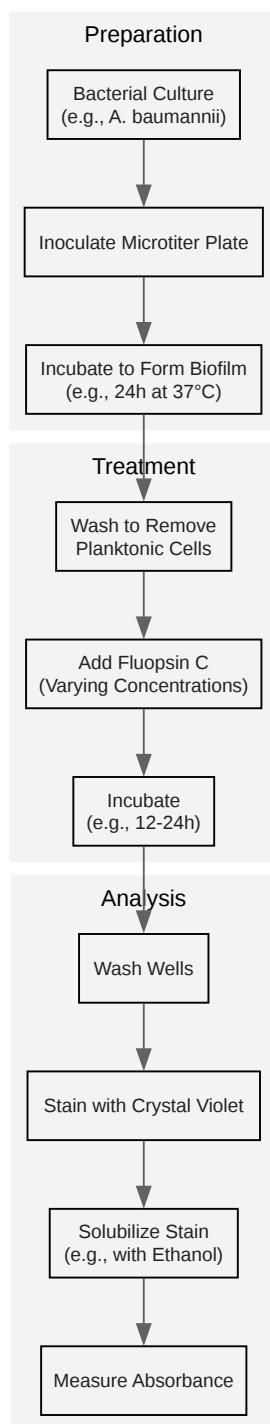 Preparation
Bacterial Culture
(e.g., A. baumannii)
Inoculate Microtiter Plate
Incubate to Form Biofilm
(e.g., 24h at 37°C)
Treatment
Wash to Remove
Planktonic Cells
Add Fluopsin C
(Varying Concentrations)
Incubate
(e.g., 12-24h)
Analysis
Wash Wells
Stain with Crystal Violet
Solubilize Stain
(e.g., with Ethanol)
Measure Absorbance